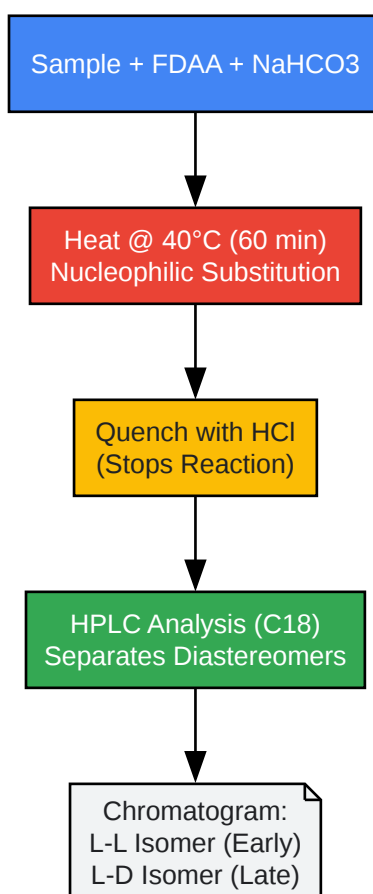 Sample + FDAA + NaHCO3
Heat @ 40°C (60 min)
Nucleophilic Substitution
Quench with HCl
(Stops Reaction)
HPLC Analysis (C18)
Separates Diastereomers
Chromatogram:
L-L Isomer (Early)
L-D Isomer (Late)